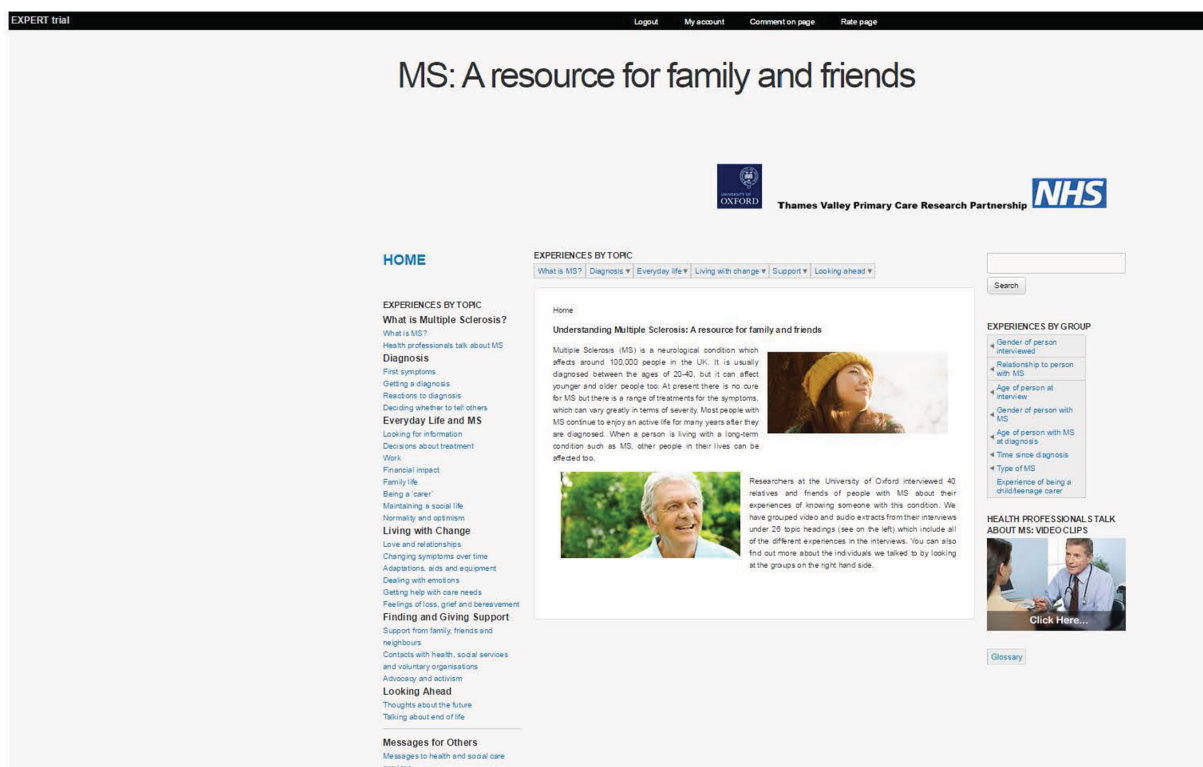 EXPERT trial
Logout
My account
Comment on page
Rate page
MS: A resource for family and friends
UNIVERSITY OF
OXFORD
Thames Valley Primary Care Research Partnership
NHS
HOME
EXPERIENCES BY TOPIC
What is Multiple Sclerosis?
What is MS?
Health professionals talk about MS
Diagnosis
First symptoms
Getting a diagnosis
Reactions to diagnosis
Deciding whether to tell others
Everyday Life and MS
Looking for information
Decisions about treatment
Work
Financial impact
Family life
Being a 'carer'
Maintaining a social life
Normality and optimism
Living with Change
Love and relationships
Changing symptoms over time
Adaptations, aids and equipment
Dealing with emotions
Getting help with care needs
Feelings of loss, grief and bereavement
Finding and Giving Support
Support from family, friends and
neighbours
Contacts with health, social services
and voluntary organisations
Advocacy and activism
Looking Ahead
Thoughts about the future
Talking about end of life
Messages for Others
Messages to health and social care
EXPERIENCES BY TOPIC
What is MS?
Diagnosis
Everyday life
Living with change
Support
Looking ahead
Home
Understanding Multiple Sclerosis: A resource for family and friends
Multiple Sclerosis (MS) is a neurological condition which
affects around 100,000 people in the UK. It is usually
diagnosed between the ages of 20-40, but it can affect
younger and older people too. At present there is no cure
for MS but there is a range of treatments for the symptoms,
which can vary greatly in terms of severity. Most people with
MS continue to enjoy an active life for many years after they
are diagnosed. When a person is living with a long-term
condition such as MS, other people in their lives can be
affected too.
Researchers at the University of Oxford interviewed 40
relatives and friends of people with MS about their
experiences of knowing someone with this condition. We
have grouped video and audio extracts from their interviews
under 26 topic headings (see on the left) which include all
of the different experiences in the interviews. You can also
find out more about the individuals we talked to by looking
at the groups on the right hand side.
Search
EXPERIENCES BY GROUP
Gender of person
interviewed
Relationship to person
with MS
Age of person at
interview
Gender of person with
MS
Age of person with MS
at diagnosis
Time since diagnosis
Type of MS
Experience of being a
child/teenage carer
HEALTH PROFESSIONALS TALK
ABOUT MS: VIDEO CLIPS
Click Here...
Glossary